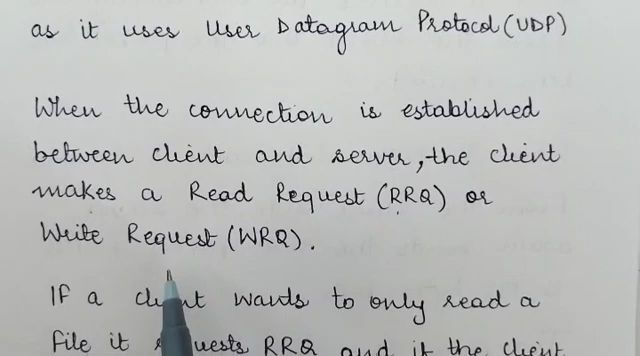 as it uses User Datagram Protocol (UDP)
When the connection is established
between client and server, the client
makes a Read Request (RRQ) or
Write Request (WRQ).
If a client wants to only read a
file it requests RRQ and if the client